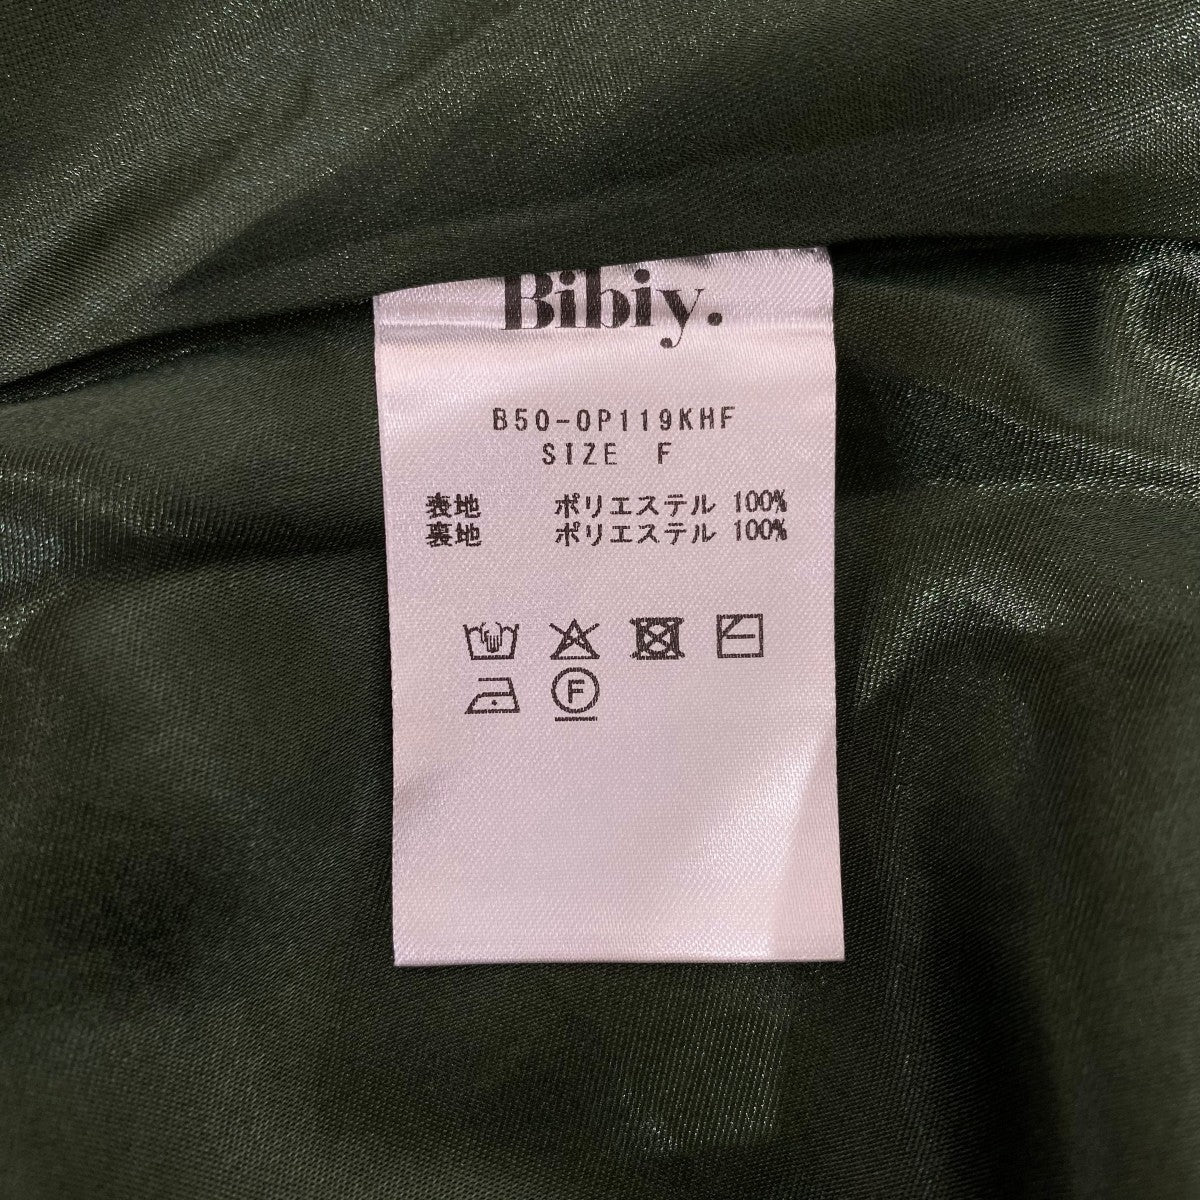 Bibiy.
B50-OP119KHF
SIZE F
表地 ポリエステル 100%
裏地 ポリエステル 100%
F